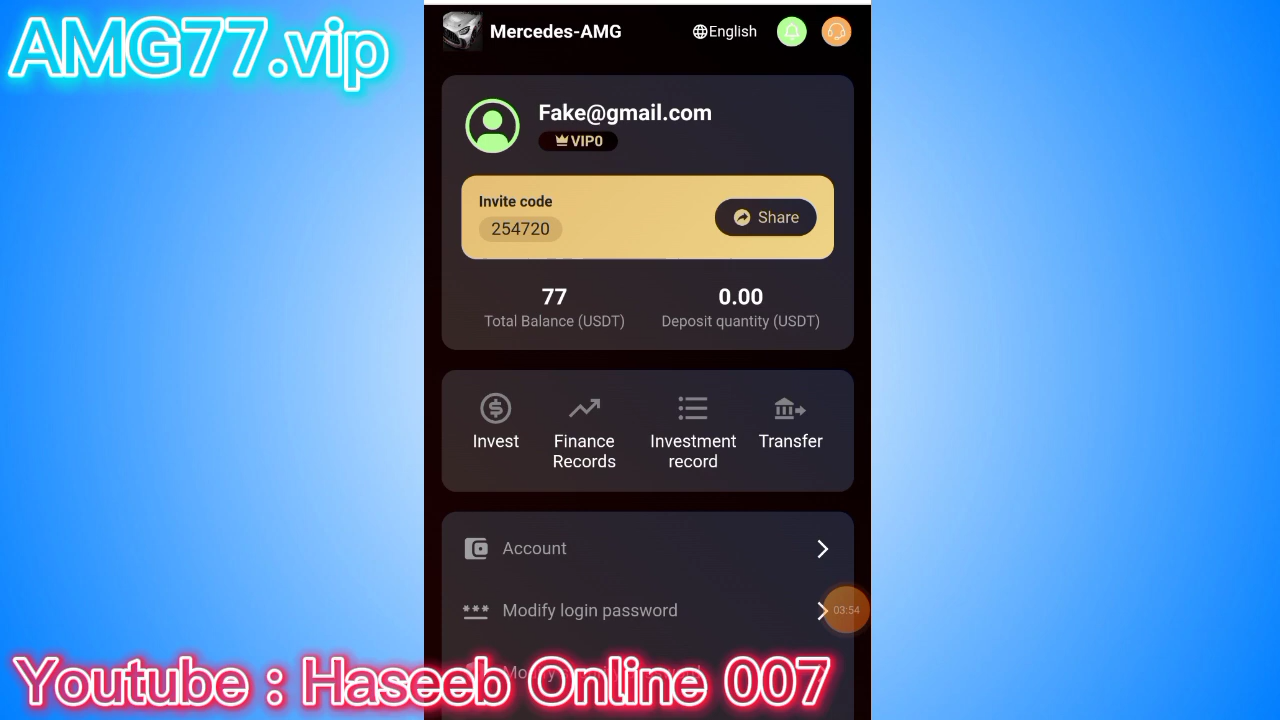 AMG77.vip
Mercedes-AMG
English
Fake@gmail.com
VIP0
Invite code
254720
Share
77
0.00
Total Balance (USDT)
Deposit quantity (USDT)
Invest
Finance
Records
Investment
record
Transfer
Account
Modify login password
03:54
Youtube : Haseeb Online 007